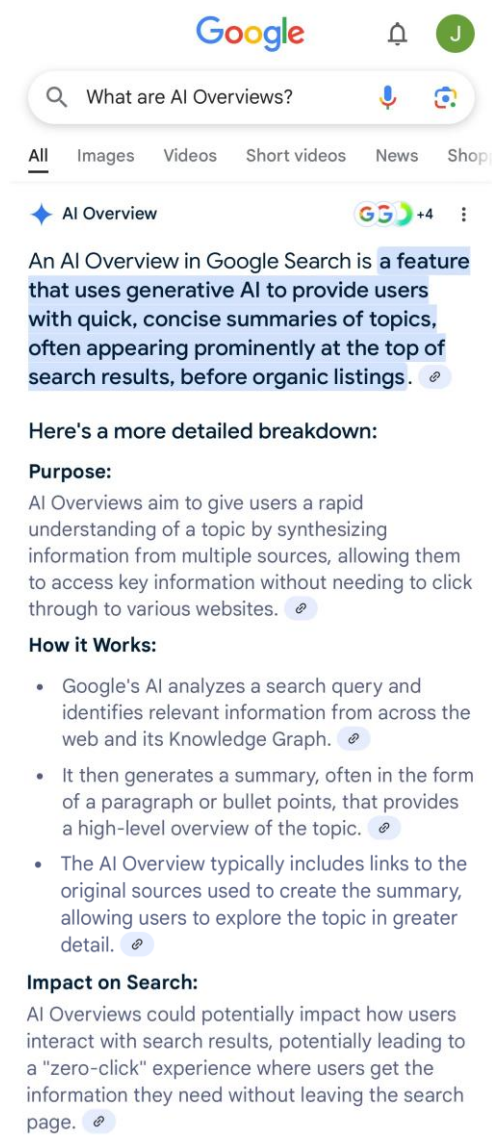 Google
J
What are AI Overviews?
All Images Videos Short videos News Shopp
AI Overview
+4
An AI Overview in Google Search is a feature
that uses generative AI to provide users
with quick, concise summaries of topics,
often appearing prominently at the top of
search results, before organic listings.
Here's a more detailed breakdown:
Purpose:
AI Overviews aim to give users a rapid
understanding of a topic by synthesizing
information from multiple sources, allowing them
to access key information without needing to click
through to various websites.
How it Works:
• Google's AI analyzes a search query and
identifies relevant information from across the
web and its Knowledge Graph.
• It then generates a summary, often in the form
of a paragraph or bullet points, that provides
a high-level overview of the topic.
• The AI Overview typically includes links to the
original sources used to create the summary,
allowing users to explore the topic in greater
detail.
Impact on Search:
AI Overviews could potentially impact how users
interact with search results, potentially leading to
a "zero-click" experience where users get the
information they need without leaving the search
page.